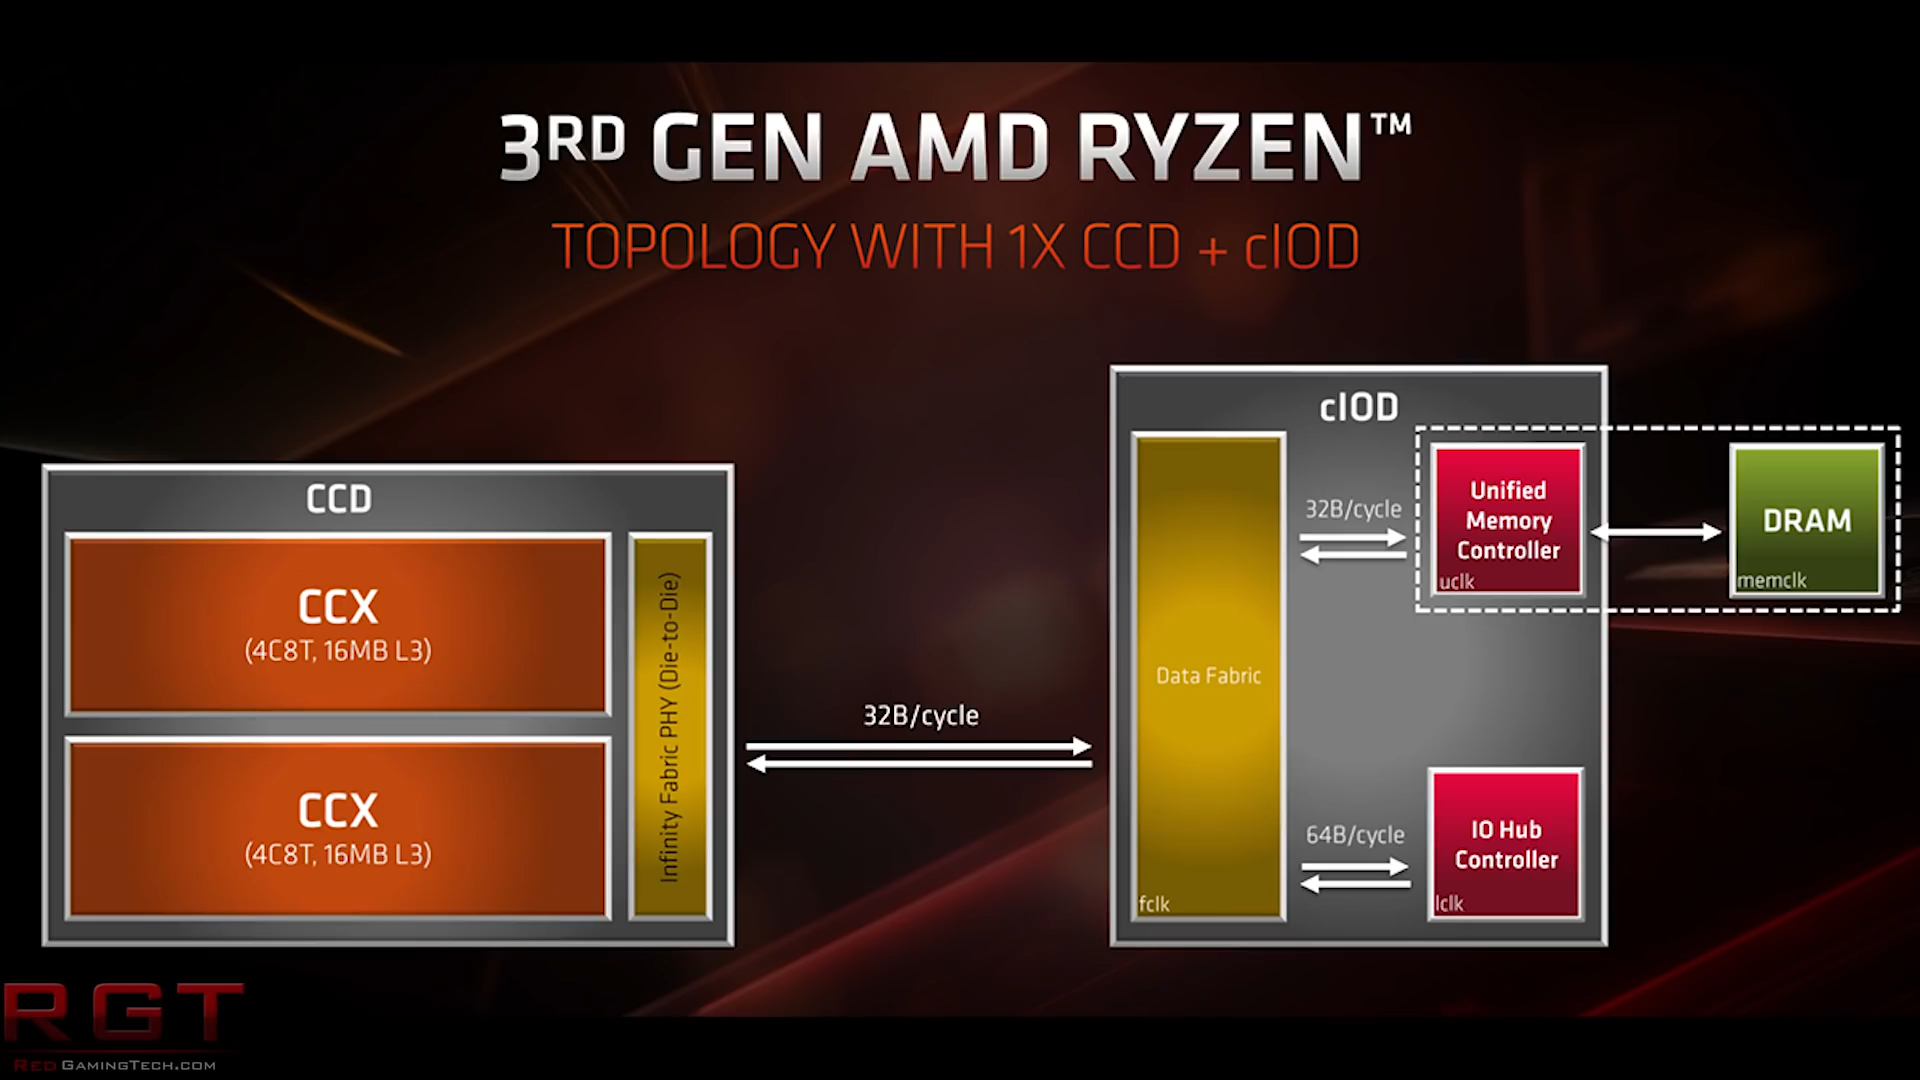 3RD GEN AMD RYZEN™
TOPOLOGY WITH 1X CCD + cIOD
CCD
CCX
(4C8T, 16MB L3)
CCX
(4C8T, 16MB L3)
Infinity Fabric PHY (Die-to-Die)
32B/cycle
cIOD
Data Fabric
fclk
32B/cycle
Unified
Memory
Controller
uclk
DRAM
memclk
64B/cycle
IO Hub
Controller
lclk
RGT
REDGAMINGTECH.COM